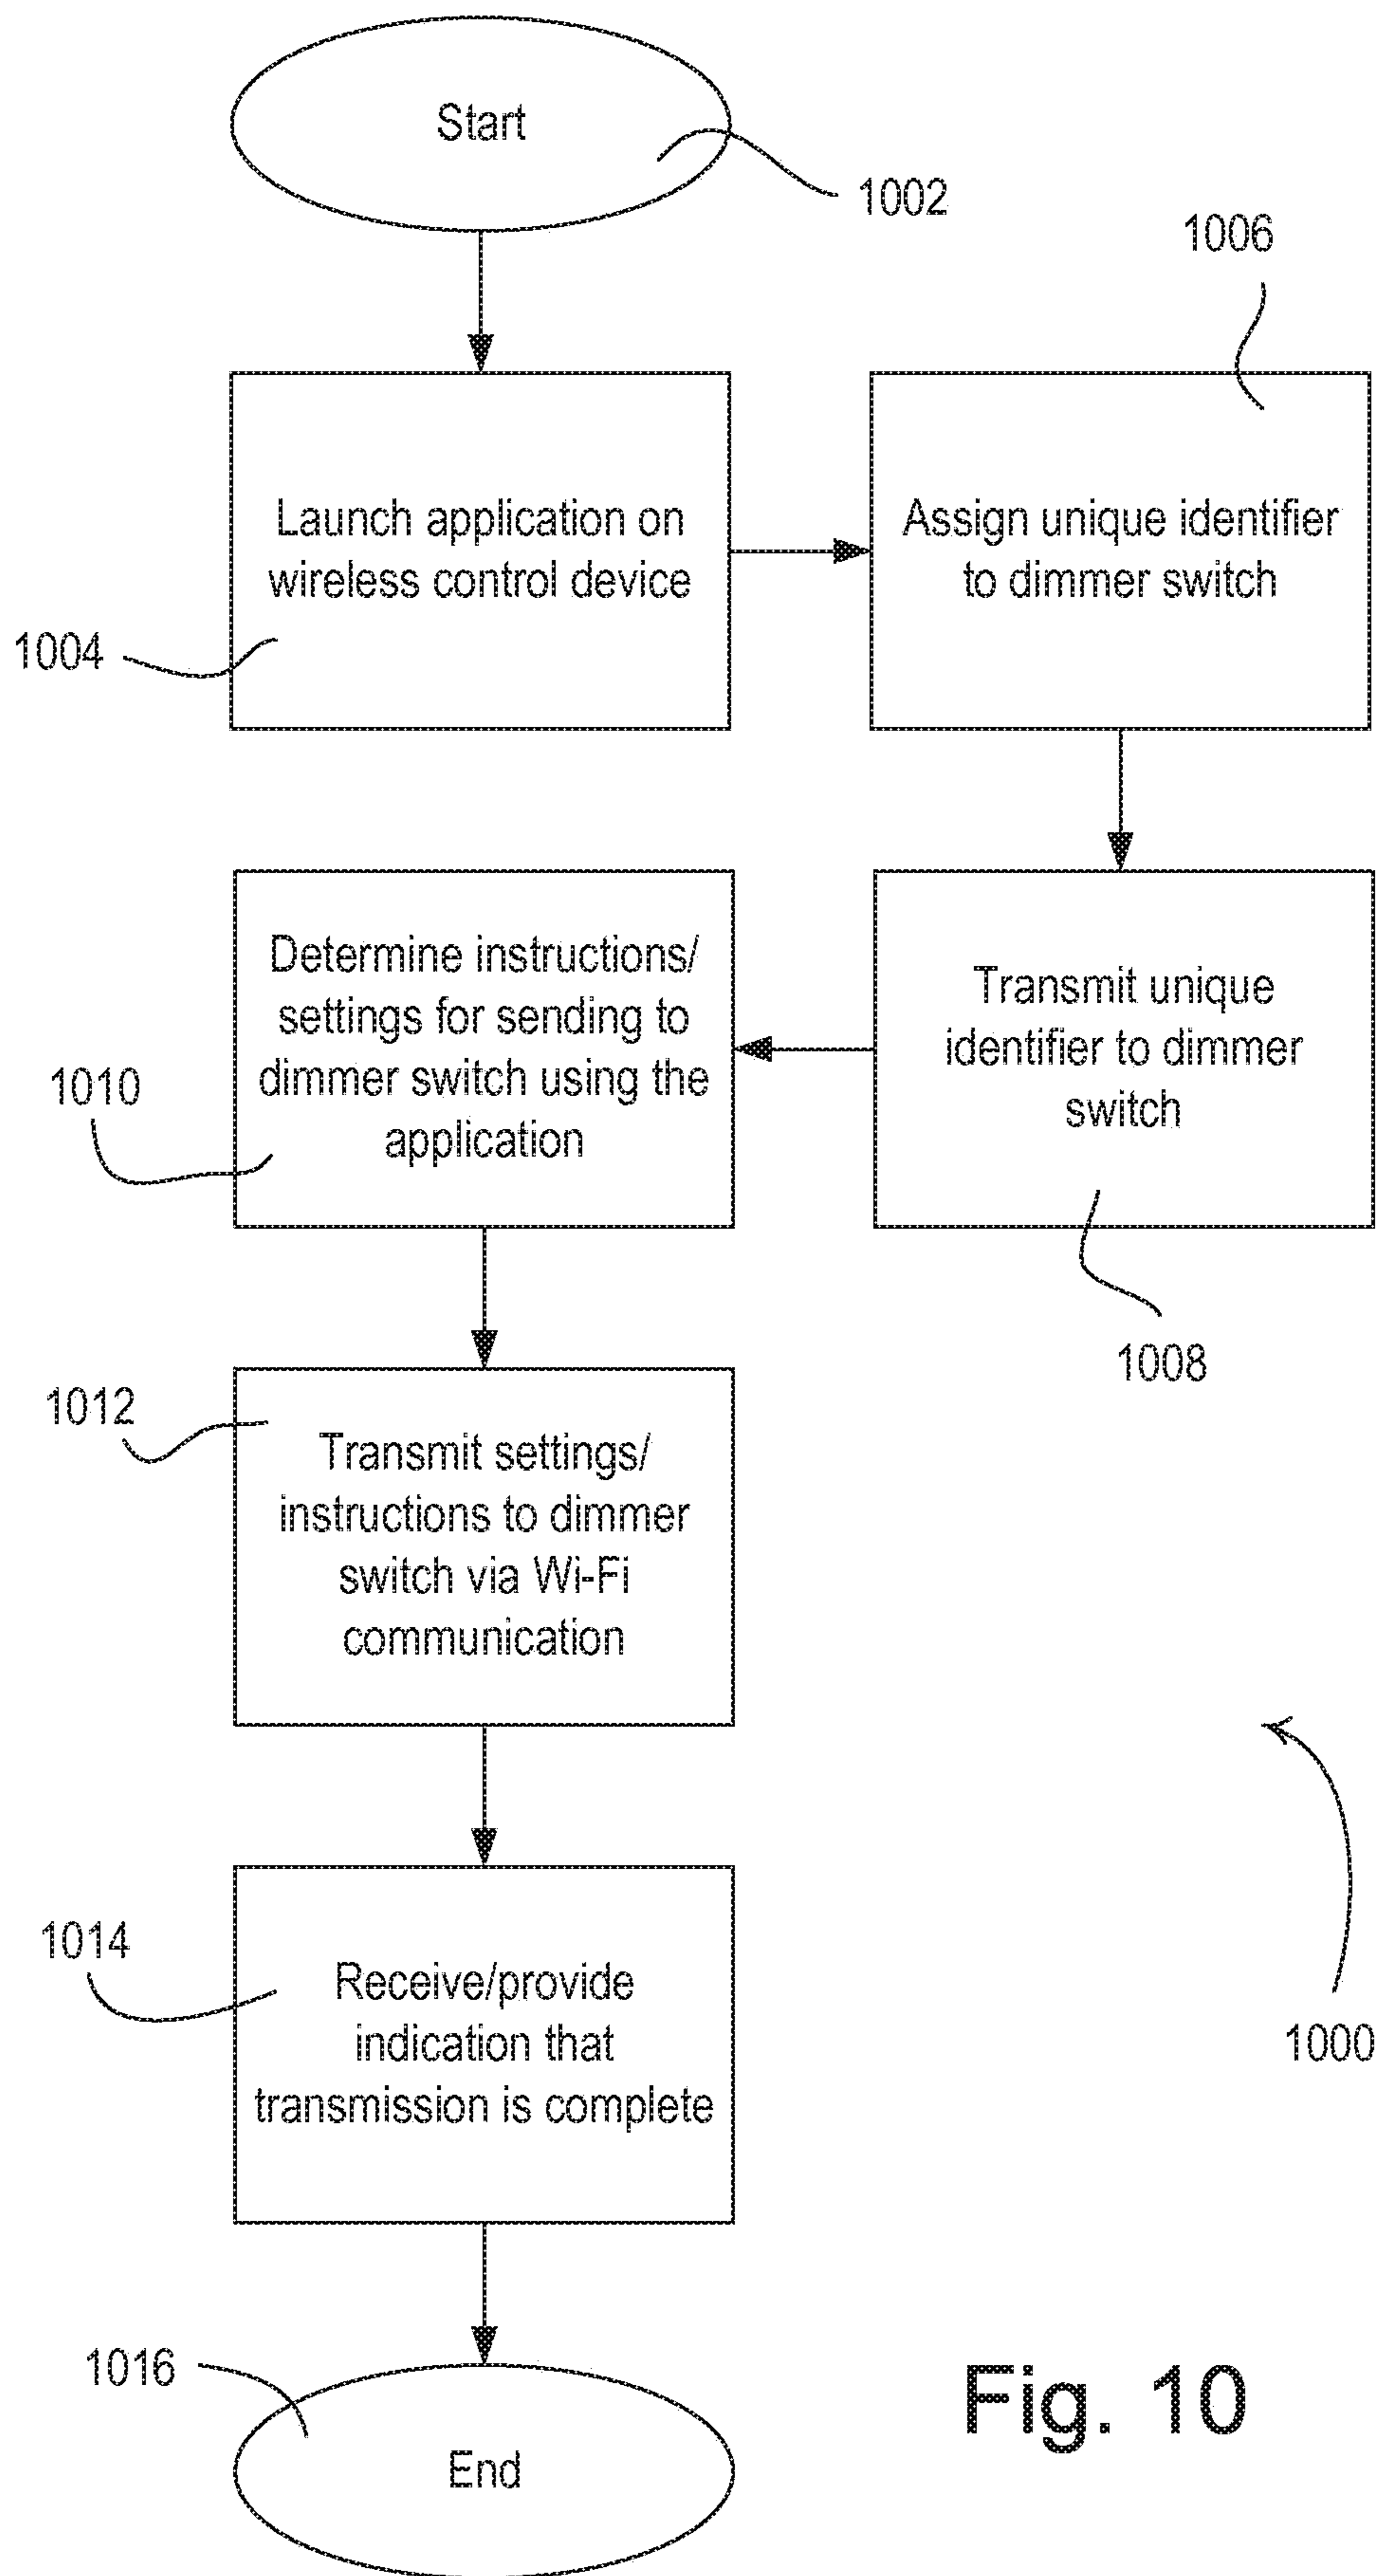 Start
1002
1006
Launch application on
wireless control device
1004
Assign unique identifier
to dimmer switch
Determine instructions/
settings for sending to
dimmer switch using the
application
1010
Transmit unique
identifier to dimmer
switch
1008
1012
Transmit settings/
instructions to dimmer
switch via Wi-Fi
communication
1014
Receive/provide
indication that
transmission is complete
1000
1016
End
Fig. 10